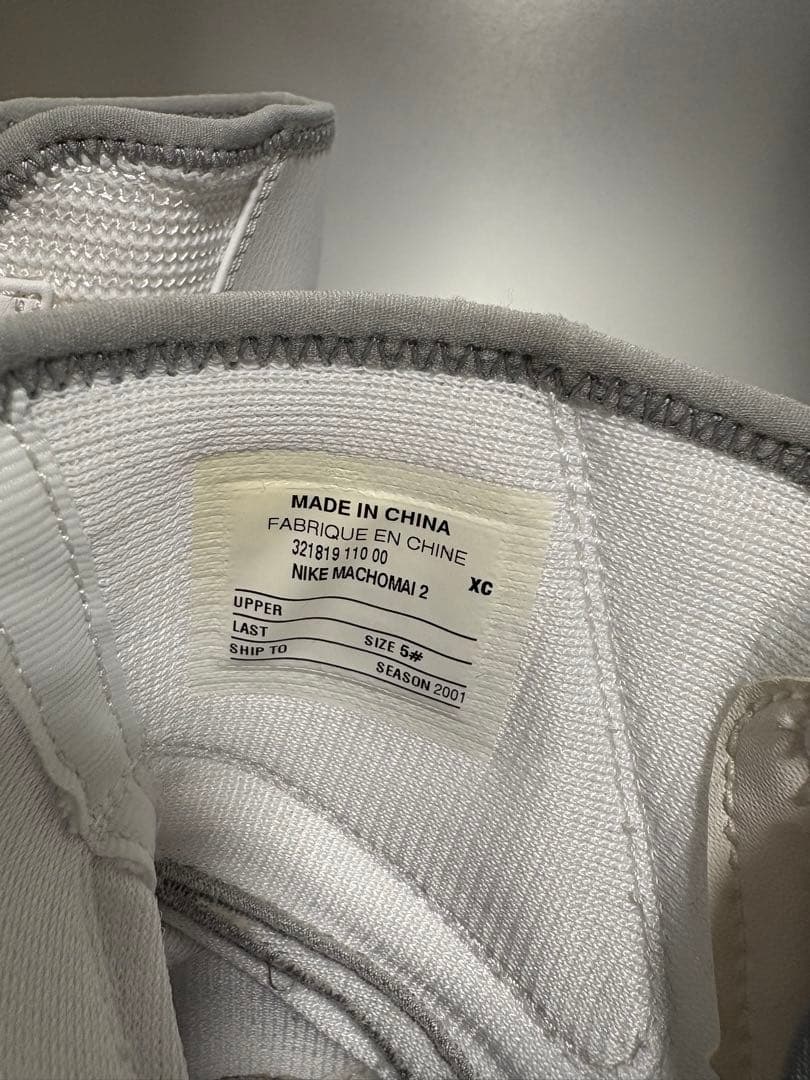 MADE IN CHINA
FABRIQUE EN CHINE
321819 110 00
NIKE MACHOMAI 2 XC
UPPER
LAST SIZE 5#
SHIP TO SEASON 2001